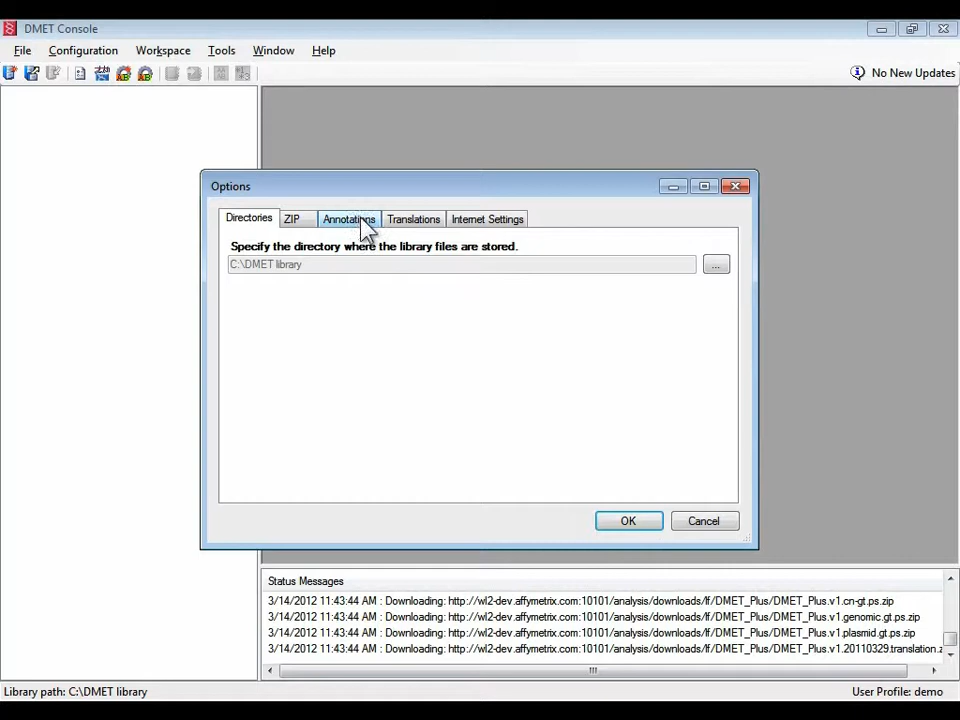 DMET Console
File Configuration Workspace Tools Window Help
No New Updates
Options
Directories ZIP Annotations Translations Internet Settings
Specify the directory where the library files are stored.
C:\DMET library
...
OK Cancel
Status Messages
3/14/2012 11:43:44 AM : Downloading: http://wl2-dev.affymetrix.com:10101/analysis/downloads/lf/DMET_Plus/DMET_Plus.v1.cn-gt.ps.zip
3/14/2012 11:43:44 AM : Downloading: http://wl2-dev.affymetrix.com:10101/analysis/downloads/lf/DMET_Plus/DMET_Plus.v1.genomic.gt.ps.zip
3/14/2012 11:43:44 AM : Downloading: http://wl2-dev.affymetrix.com:10101/analysis/downloads/lf/DMET_Plus/DMET_Plus.v1.plasmid.gt.ps.zip
3/14/2012 11:43:44 AM : Downloading: http://wl2-dev.affymetrix.com:10101/analysis/downloads/lf/DMET_Plus/DMET_Plus.v1.20110329.translation.z
Library path: C:\DMET library
User Profile: demo